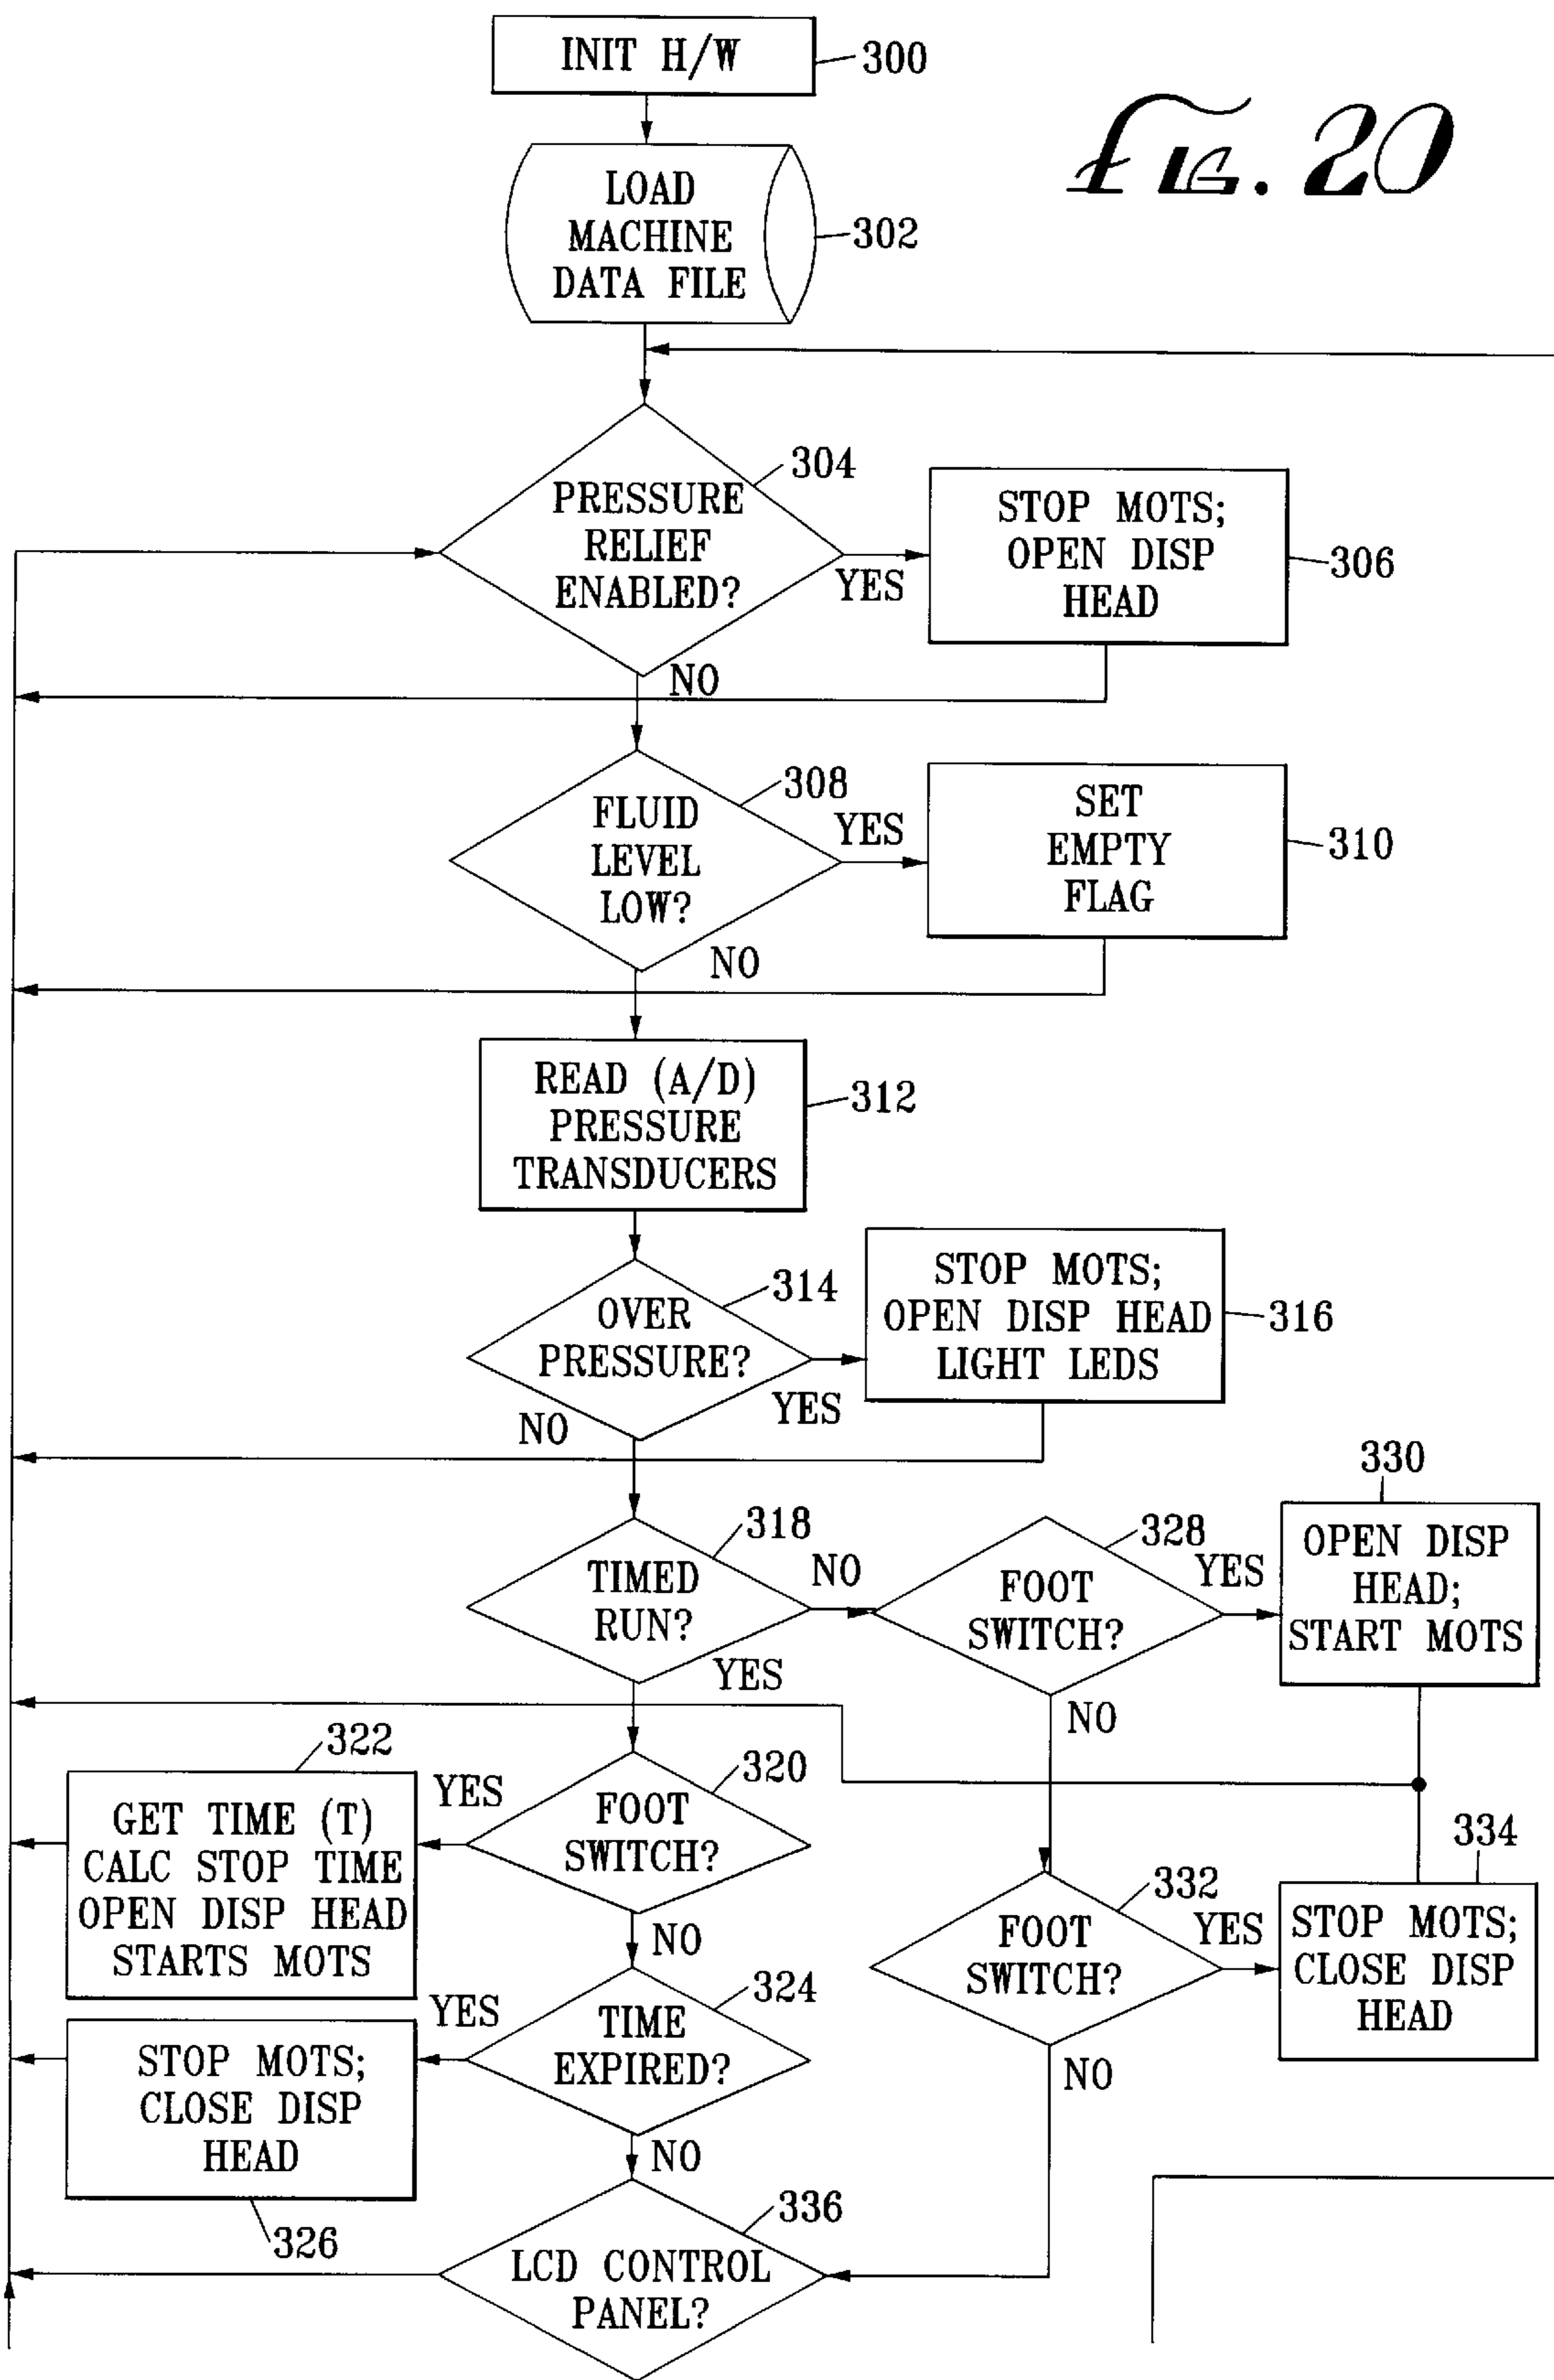 INIT H/W
300
FIG. 20
LOAD
MACHINE
DATA FILE
302
304
PRESSURE
RELIEF
ENABLED?
YES
STOP MOTS;
OPEN DISP
HEAD
306
NO
308
FLUID
LEVEL
LOW?
YES
SET
EMPTY
FLAG
310
NO
READ (A/D)
PRESSURE
TRANSDUCERS
312
314
OVER
PRESSURE?
YES
STOP MOTS;
OPEN DISP HEAD
LIGHT LEDS
316
NO
318
TIMED
RUN?
NO
328
FOOT
SWITCH?
YES
330
OPEN DISP
HEAD;
START MOTS
YES
NO
322
GET TIME (T)
CALC STOP TIME
OPEN DISP HEAD
STARTS MOTS
YES
320
FOOT
SWITCH?
NO
332
FOOT
SWITCH?
YES
334
STOP MOTS;
CLOSE DISP
HEAD
NO
324
TIME
EXPIRED?
YES
STOP MOTS;
CLOSE DISP
HEAD
326
NO
336
LCD CONTROL
PANEL?